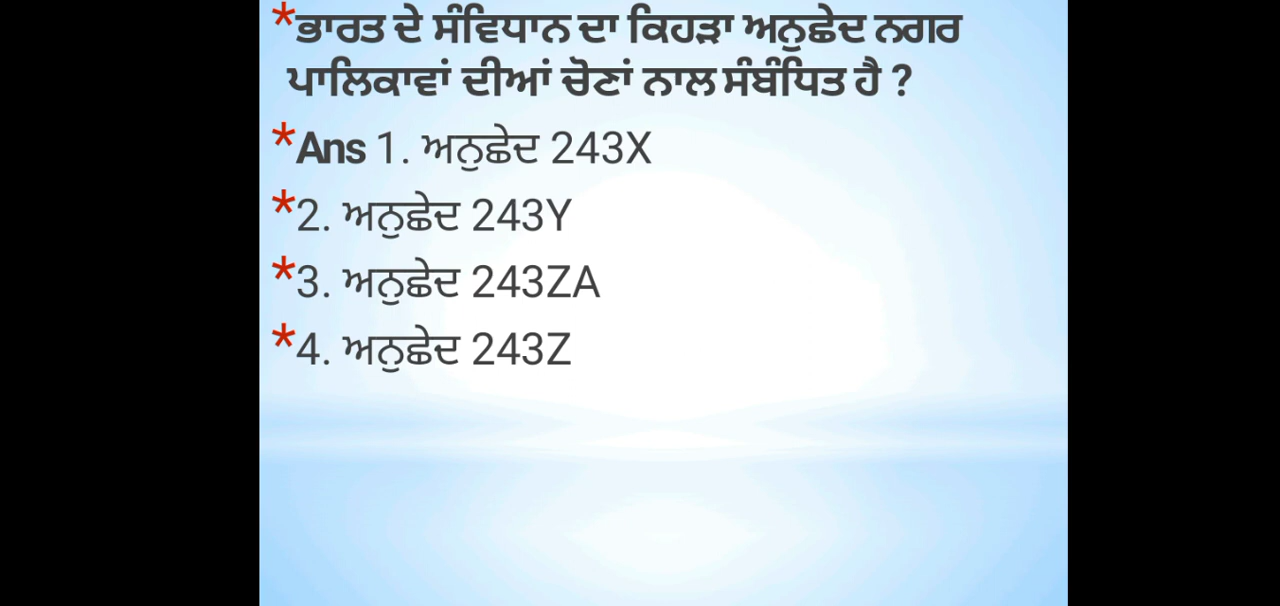 *ਭਾਰਤ ਦੇ ਸੰਵਿਧਾਨ ਦਾ ਕਿਹੜਾ ਅਨੁਛੇਦ ਨਗਰ
ਪਾਲਿਕਾਵਾਂ ਦੀਆਂ ਚੋਣਾਂ ਨਾਲ ਸੰਬੰਧਿਤ ਹੈ ?
*Ans 1. ਅਨੁਛੇਦ 243X
*2. ਅਨੁਛੇਦ 243Y
*3. ਅਨੁਛੇਦ 243ZA
*4. ਅਨੁਛੇਦ 243Z